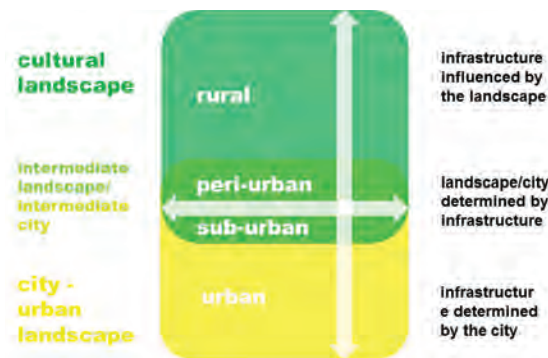 cultural
landscape
rural
infrastructure
influenced by
the landscape
intermediate
landscape/
intermediate
city
peri-urban
sub-urban
landscape/city
determined by
infrastructure
city -
urban
landscape
urban
infrastructur
e determined
by the city